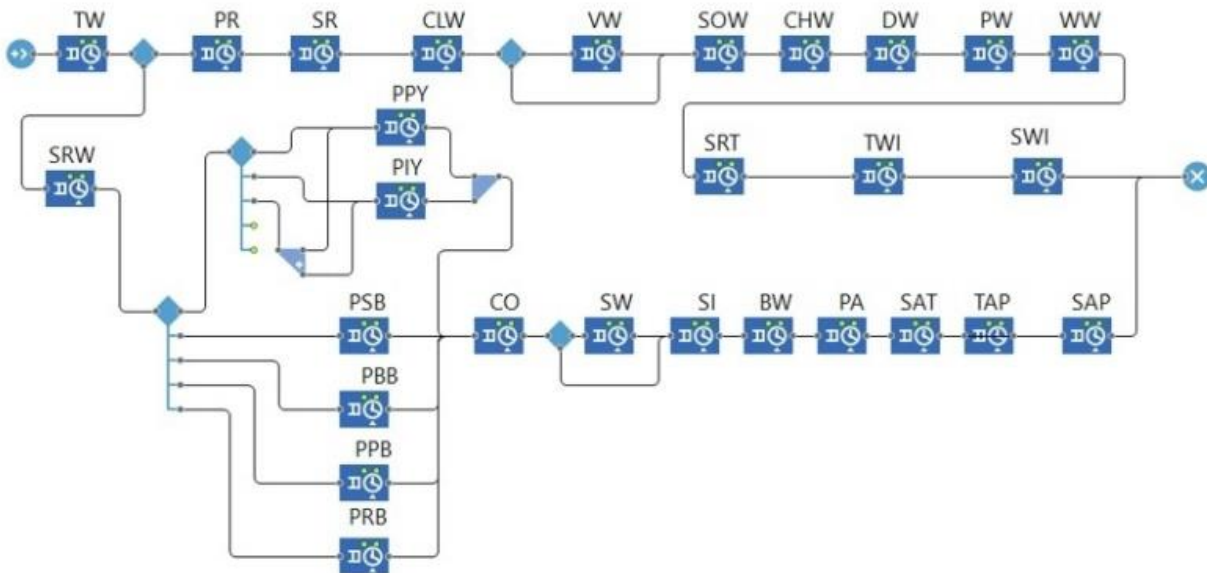 TW PR SR CLW VW SOW CHW DW PW WW
PPY
SRW PIY SRT TWI SWI
PSB CO SW SI BW PA SAT TAP SAP
PBB
PPB
PRB